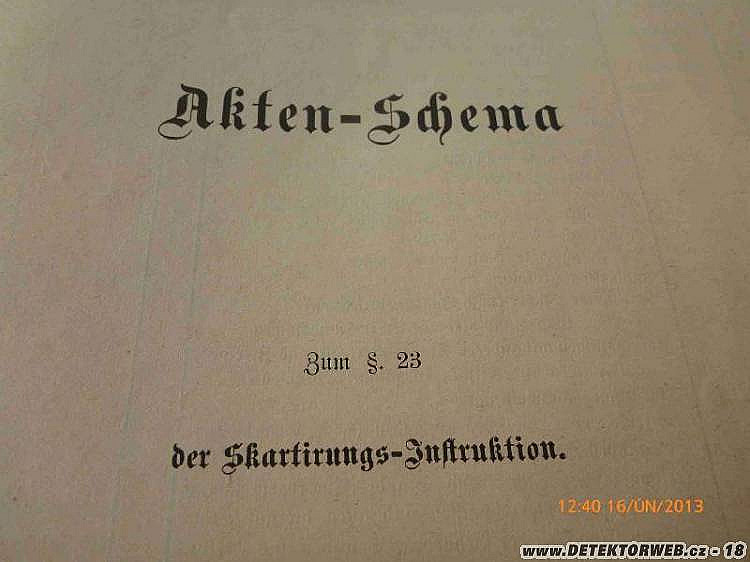 Akten-Schema
Zum §. 23
der Skartirungs-Instruktion.
12:40 16/ÚN/2013
www.DETEKTORWEB.cz - 18